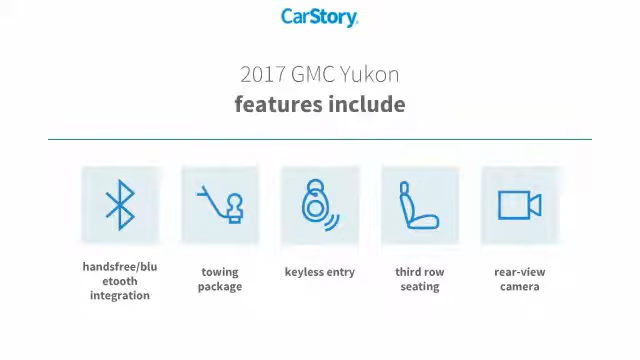 CarStory.
2017 GMC Yukon
features include
handsfree/blu
etooth
integration
towing
package
keyless entry
third row
seating
rear-view
camera